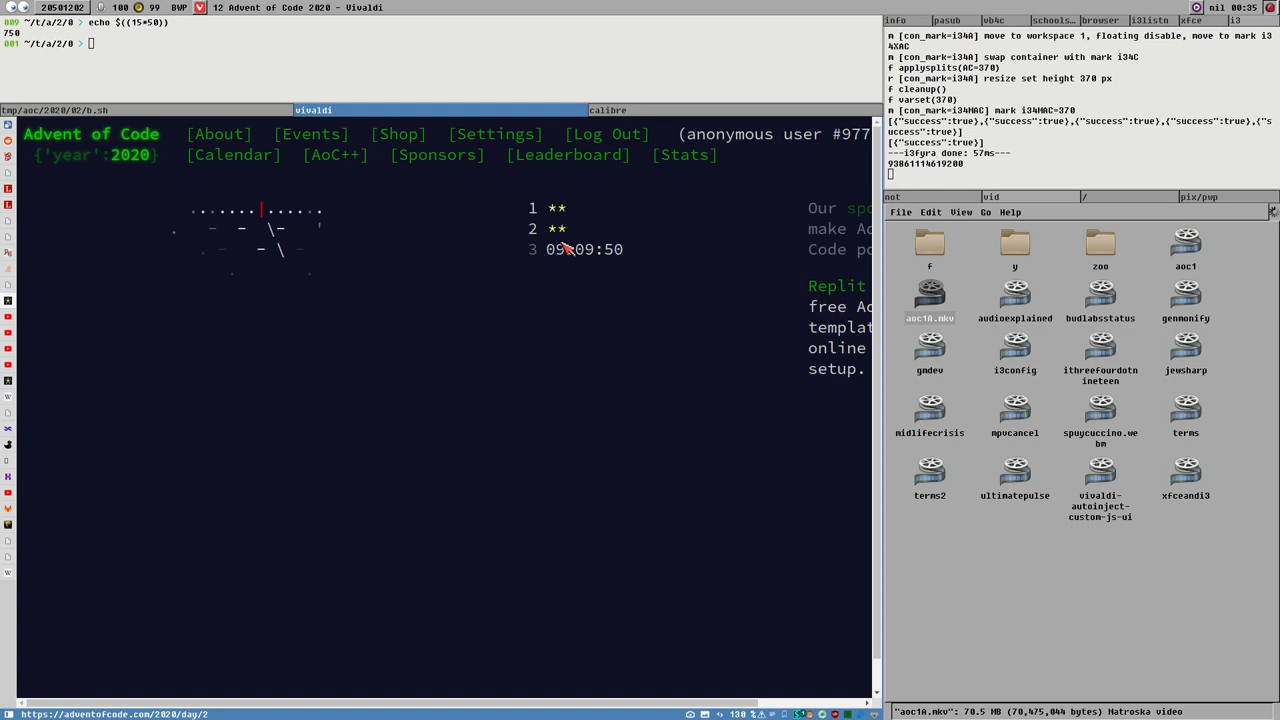 20501202 100 99 BWP 12 Advent of Code 2020 - Vivaldi nil 00:35
009 ~/t/a/2/0 > echo $((15*50))
750
001 ~/t/a/2/0 >
tmp/aoc/2020/02/b.sh vivaldi calibre
Advent of Code [About] [Events] [Shop] [Settings] [Log Out] (anonymous user #977
{'year':2020} [Calendar] [AoC++] [Sponsors] [Leaderboard] [Stats]
1 **
2 **
3 09:09:50
Our spo
make Ad
Code po
Replit
free Ad
templat
online
setup.
info pasub vb4c schools… browser i3listn xfce i3
m [con_mark=i34A] move to workspace 1, floating disable, move to mark i3
4XAC
m [con_mark=i34A] swap container with mark i34C
f applysplits(AC=370)
r [con_mark=i34A] resize set height 370 px
f cleanup()
f varset(370)
m [con_mark=i34MAC] mark i34MAC=370
[{"success":true},{"success":true},{"success":true},{"success":true},{"s
uccess":true}]
[{"success":true}]
---i3fyra done: 57ms---
93861114619200
not vid / pix/pwp
File Edit View Go Help
f y zoo aoc1
aoc1A.mkv audioexplained budlabsstatus genmonify
gmdev i3config ithreefourdot
nineteen jewsharp
midlifecrisis mpvcancel spuycuccino.we
bm terms
terms2 ultimatepulse vivaldi-
autoinject-
custom-js-ui xfceandi3
https://adventofcode.com/2020/day/2 130 %
"aoc1A.mkv": 70.5 MB (70,475,044 bytes) Matroska video